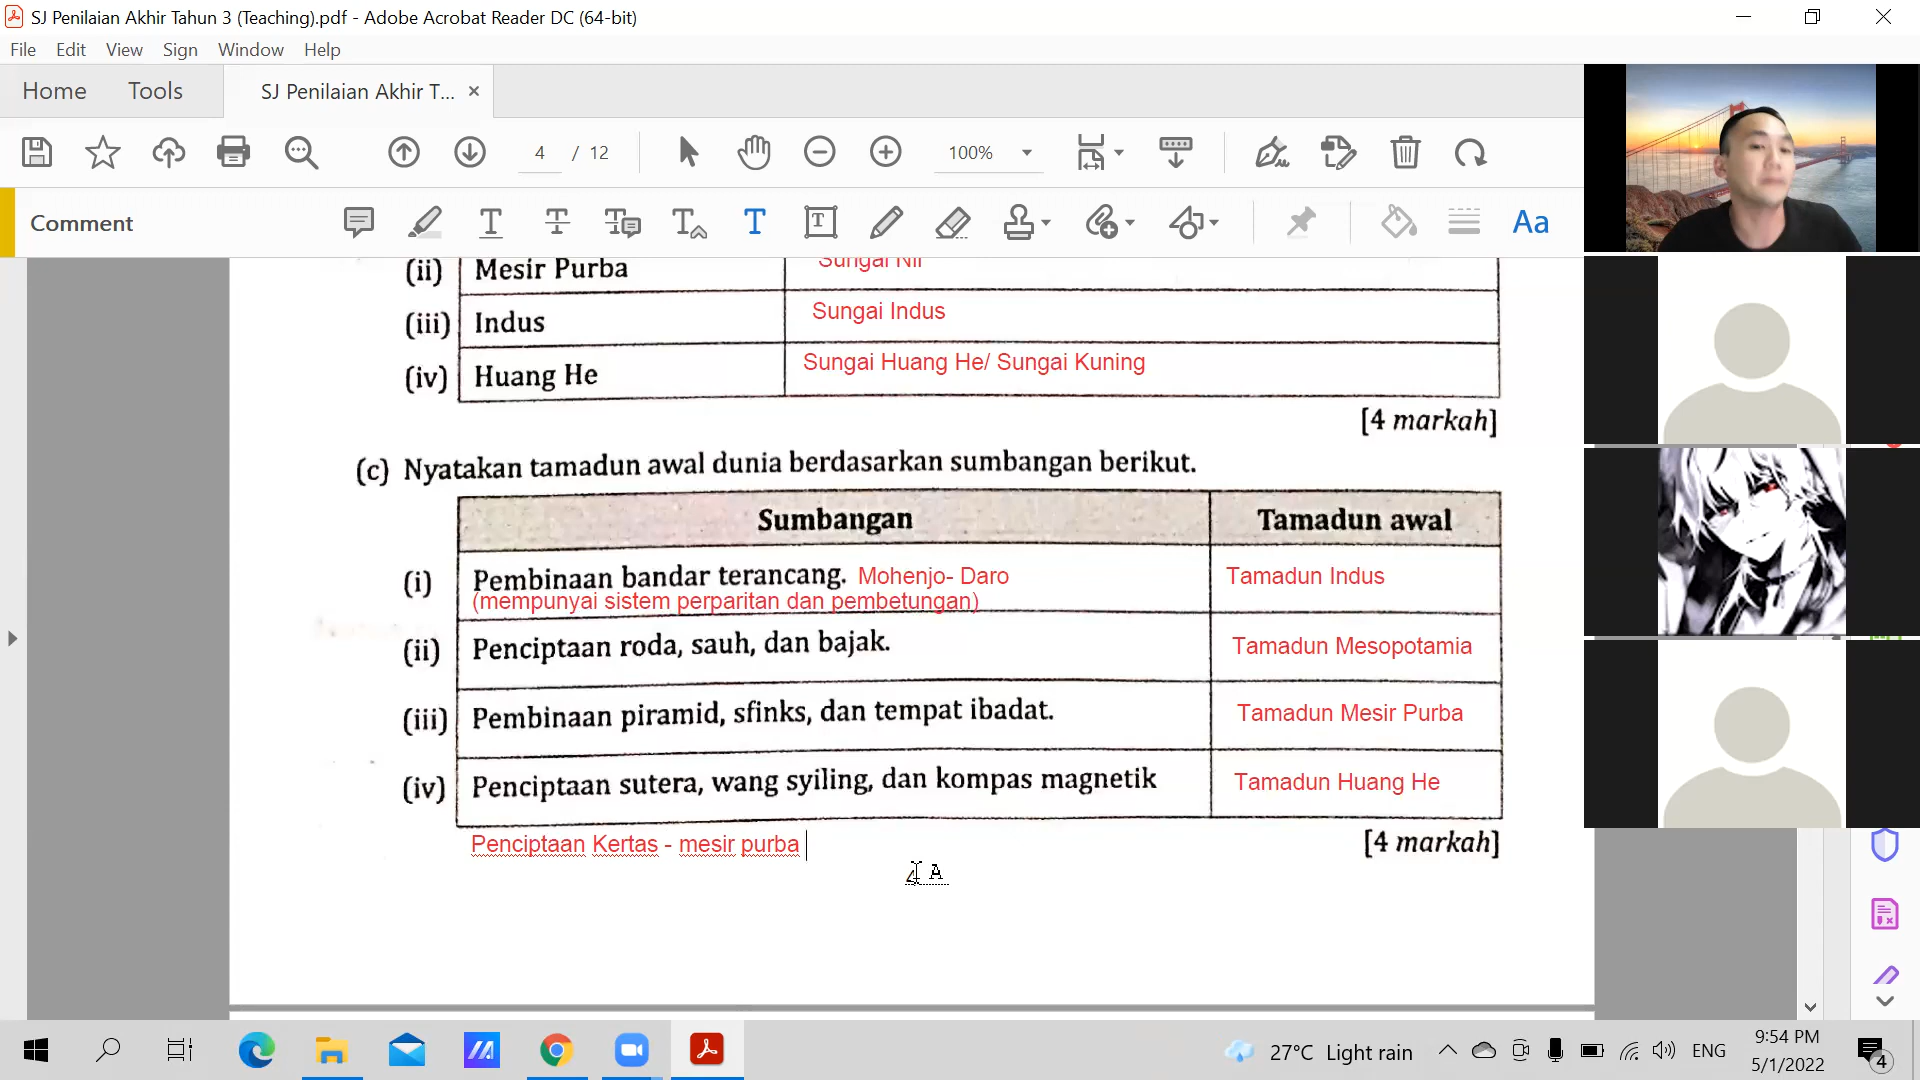 SJ Penilaian Akhir Tahun 3 (Teaching).pdf - Adobe Acrobat Reader DC (64-bit)
File Edit View Sign Window Help
Home Tools SJ Penilaian Akhir T... ×
4 / 12 100%
Comment
Aa
(ii) Mesir Purba Sungai Nil
(iii) Indus Sungai Indus
(iv) Huang He Sungai Huang He/ Sungai Kuning
[4 markah]
(c) Nyatakan tamadun awal dunia berdasarkan sumbangan berikut.
Sumbangan Tamadun awal
(i) Pembinaan bandar terancang. Mohenjo- Daro Tamadun Indus
(mempunyai sistem perparitan dan pembetungan)
(ii) Penciptaan roda, sauh, dan bajak. Tamadun Mesopotamia
(iii) Pembinaan piramid, sfinks, dan tempat ibadat. Tamadun Mesir Purba
(iv) Penciptaan sutera, wang syiling, dan kompas magnetik Tamadun Huang He
Penciptaan Kertas - mesir purba [4 markah]
27°C Light rain ENG 9:54 PM
5/1/2022
4